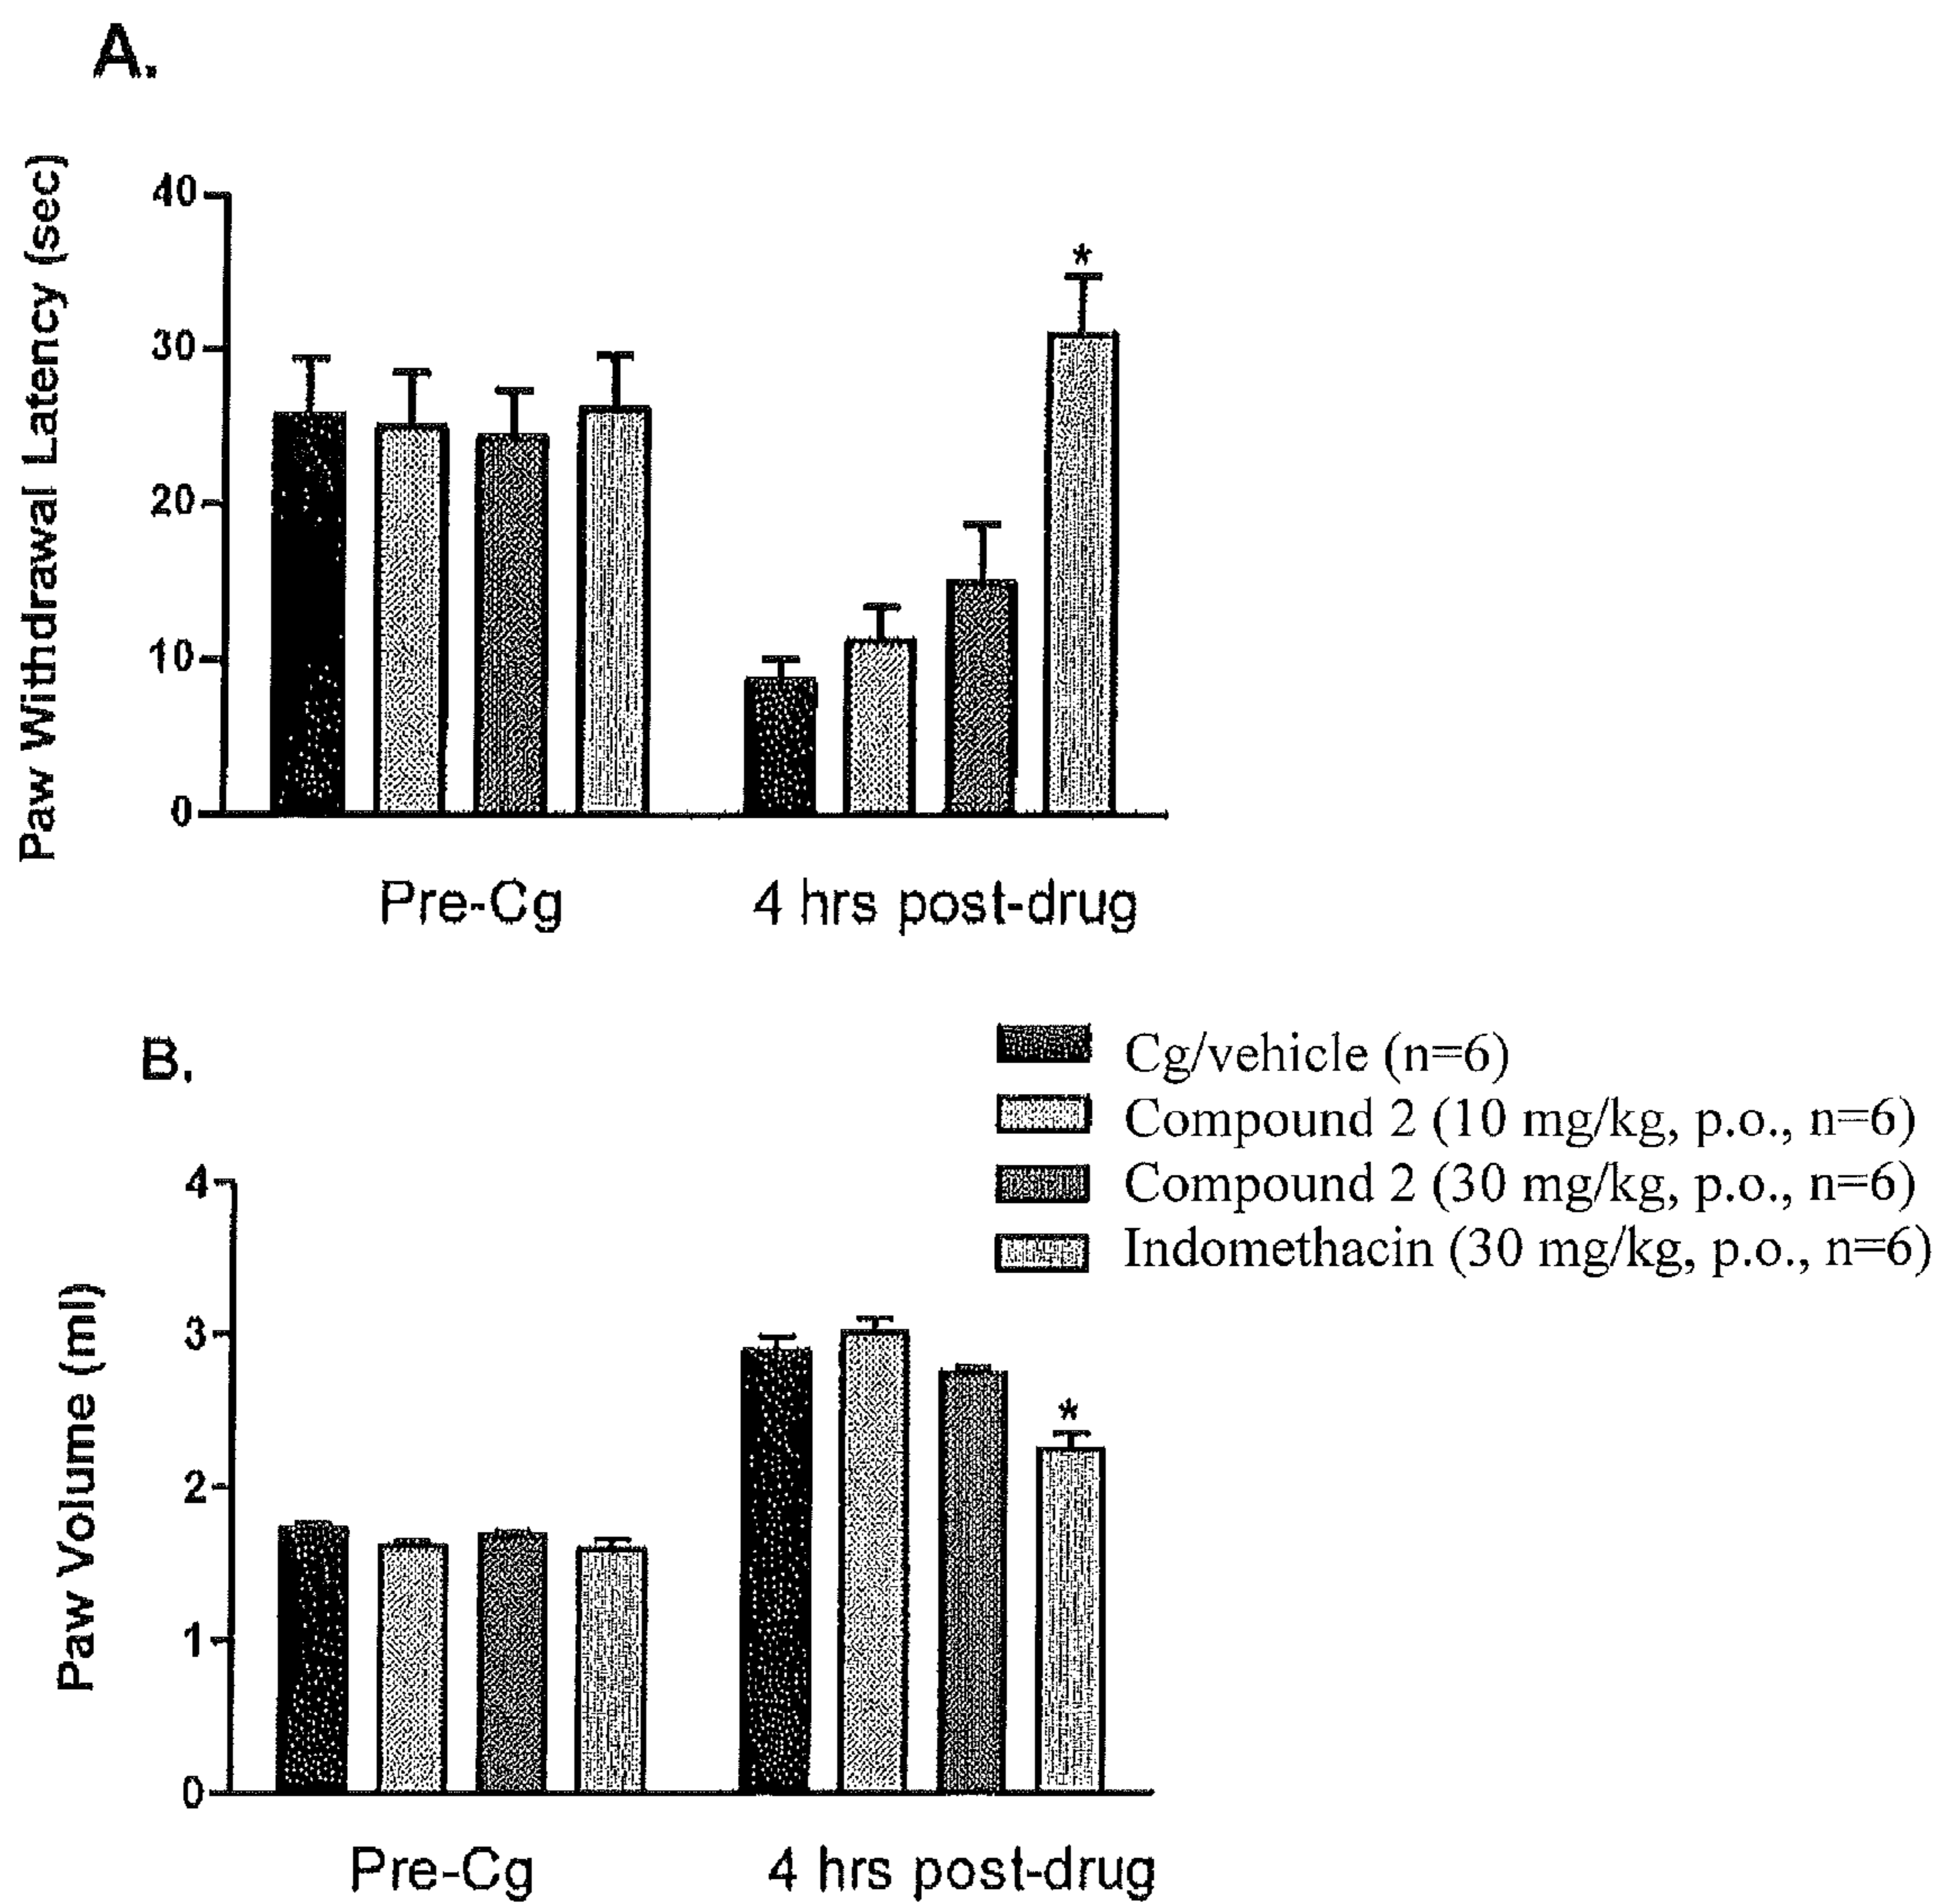 A.
Paw Withdrawal Latency (sec)
40
30
20
10
0
*
Pre-Cg
4 hrs post-drug
B.
Cg/vehicle (n=6)
Compound 2 (10 mg/kg, p.o., n=6)
Compound 2 (30 mg/kg, p.o., n=6)
Indomethacin (30 mg/kg, p.o., n=6)
Paw Volume (ml)
4
3
2
1
0
*
Pre-Cg
4 hrs post-drug